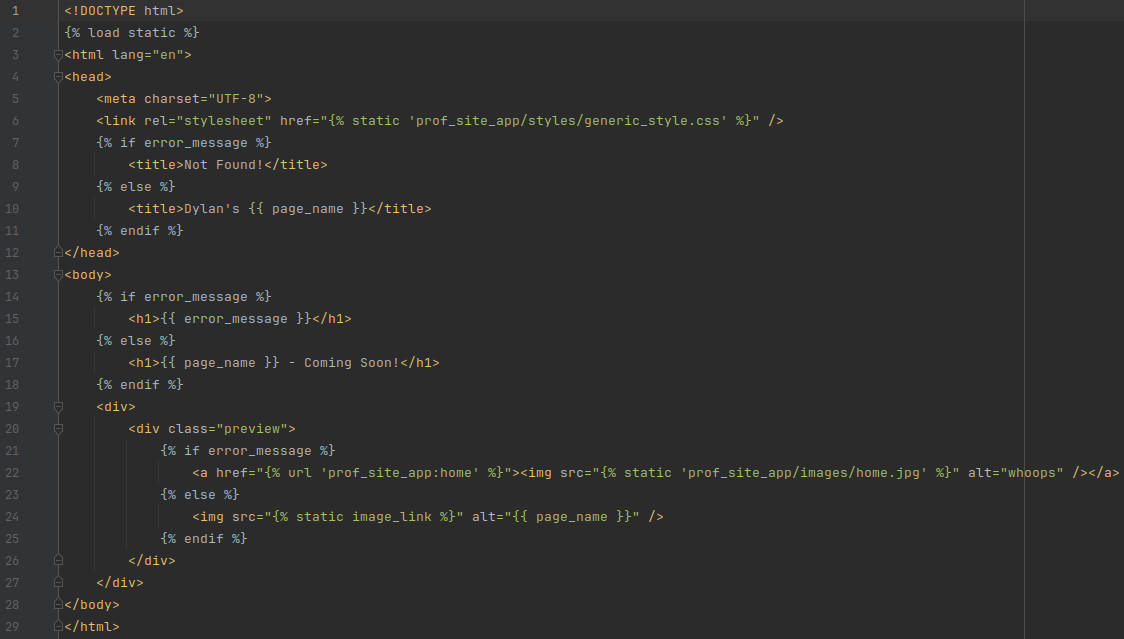 1 <!DOCTYPE html>
2 {% load static %}
3 <html lang="en">
4 <head>
5     <meta charset="UTF-8">
6     <link rel="stylesheet" href="{% static 'prof_site_app/styles/generic_style.css' %}" />
7     {% if error_message %}
8         <title>Not Found!</title>
9     {% else %}
10         <title>Dylan's {{ page_name }}</title>
11     {% endif %}
12 </head>
13 <body>
14     {% if error_message %}
15         <h1>{{ error_message }}</h1>
16     {% else %}
17         <h1>{{ page_name }} - Coming Soon!</h1>
18     {% endif %}
19     <div>
20         <div class="preview">
21             {% if error_message %}
22                 <a href="{% url 'prof_site_app:home' %}"><img src="{% static 'prof_site_app/images/home.jpg' %}" alt="whoops" /></a>
23             {% else %}
24                 <img src="{% static image_link %}" alt="{{ page_name }}" />
25             {% endif %}
26         </div>
27     </div>
28 </body>
29 </html>